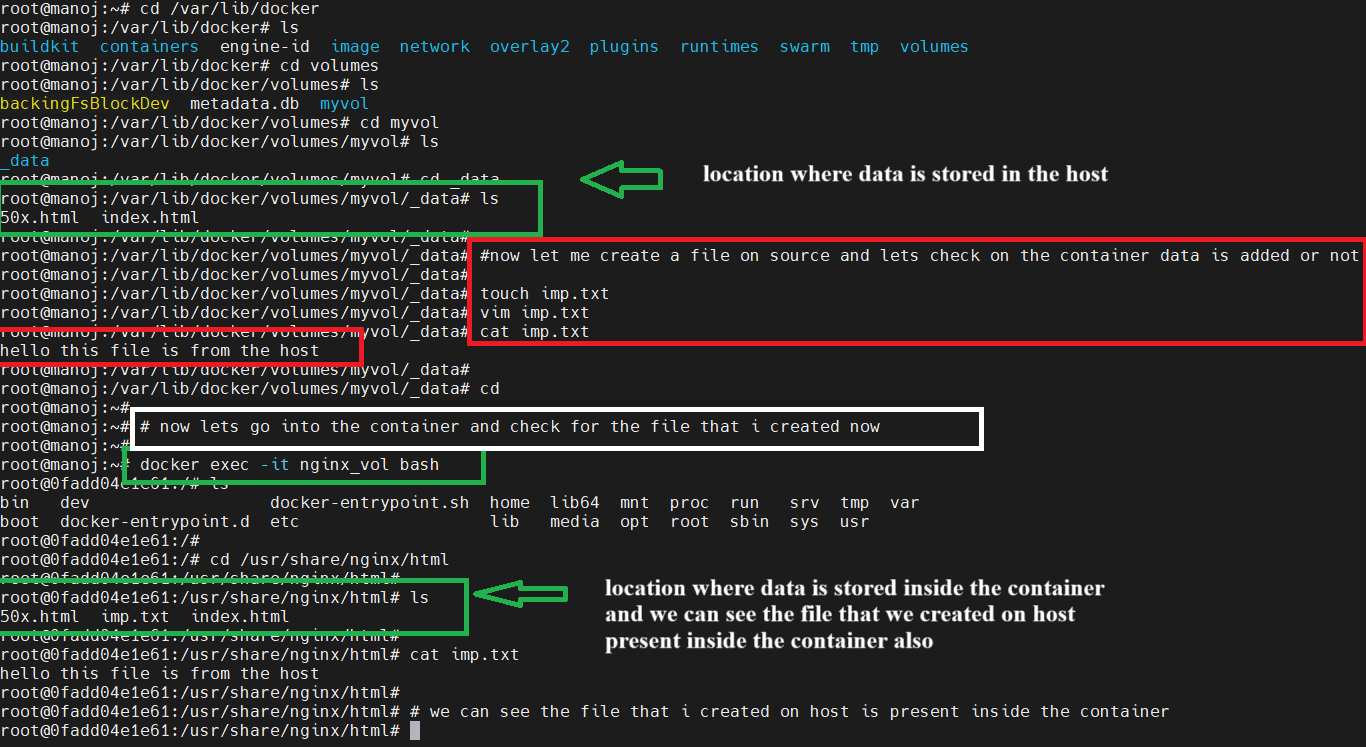 root@manoj:~# cd /var/lib/docker
root@manoj:/var/lib/docker# ls
buildkit  containers  engine-id  image  network  overlay2  plugins  runtimes  swarm  tmp  volumes
root@manoj:/var/lib/docker# cd volumes
root@manoj:/var/lib/docker/volumes# ls
backingFsBlockDev  metadata.db  myvol
root@manoj:/var/lib/docker/volumes# cd myvol
root@manoj:/var/lib/docker/volumes/myvol# ls
_data
root@manoj:/var/lib/docker/volumes/myvol# cd _data
location where data is stored in the host
root@manoj:/var/lib/docker/volumes/myvol/_data# ls
50x.html  index.html
root@manoj:/var/lib/docker/volumes/myvol/_data#
root@manoj:/var/lib/docker/volumes/myvol/_data# #now let me create a file on source and lets check on the container data is added or not
root@manoj:/var/lib/docker/volumes/myvol/_data#
root@manoj:/var/lib/docker/volumes/myvol/_data# touch imp.txt
root@manoj:/var/lib/docker/volumes/myvol/_data# vim imp.txt
root@manoj:/var/lib/docker/volumes/myvol/_data# cat imp.txt
hello this file is from the host
root@manoj:/var/lib/docker/volumes/myvol/_data#
root@manoj:/var/lib/docker/volumes/myvol/_data# cd
root@manoj:~#
root@manoj:~# # now lets go into the container and check for the file that i created now
root@manoj:~#
root@manoj:~# docker exec -it nginx_vol bash
root@0fadd04e1e61:/# ls
bin   dev                  docker-entrypoint.sh  home  lib64  mnt  proc  run   srv  tmp  var
boot  docker-entrypoint.d  etc                   lib   media  opt  root  sbin  sys  usr
root@0fadd04e1e61:/#
root@0fadd04e1e61:/# cd /usr/share/nginx/html
root@0fadd04e1e61:/usr/share/nginx/html#
root@0fadd04e1e61:/usr/share/nginx/html# ls
50x.html  imp.txt  index.html
location where data is stored inside the container
and we can see the file that we created on host
present inside the container also
root@0fadd04e1e61:/usr/share/nginx/html#
root@0fadd04e1e61:/usr/share/nginx/html# cat imp.txt
hello this file is from the host
root@0fadd04e1e61:/usr/share/nginx/html#
root@0fadd04e1e61:/usr/share/nginx/html# # we can see the file that i created on host is present inside the container
root@0fadd04e1e61:/usr/share/nginx/html#